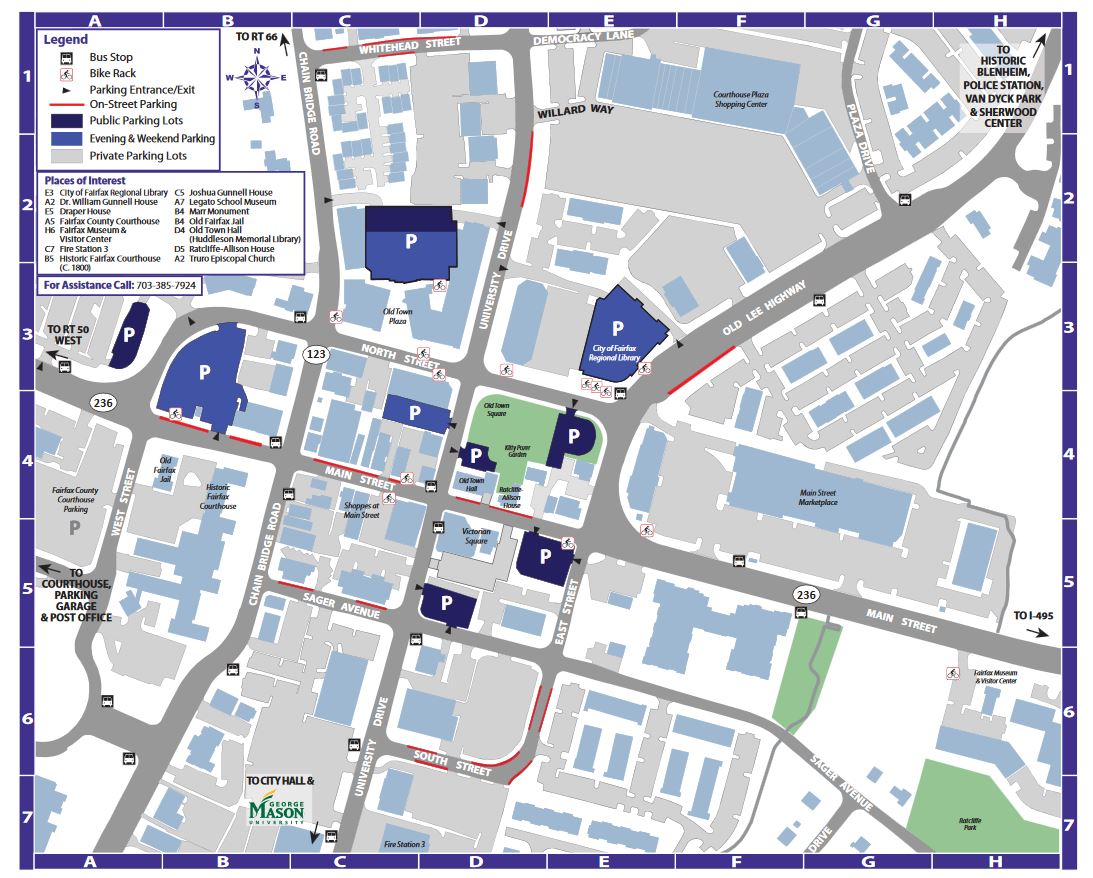 A B C D E F G H
1
2
3
4
5
6
7
Legend
Bus Stop
Bike Rack
Parking Entrance/Exit
On-Street Parking
Public Parking Lots
Evening & Weekend Parking
Private Parking Lots
Places of Interest
E3 City of Fairfax Regional Library
A2 Dr. William Gunnell House
E5 Draper House
A5 Fairfax County Courthouse
H6 Fairfax Museum &
Visitor Center
C7 Fire Station 3
B5 Historic Fairfax Courthouse
(C. 1800)
C5 Joshua Gunnell House
A7 Legato School Museum
B4 Marr Monument
B4 Old Fairfax Jail
D4 Old Town Hall
(Huddleson Memorial Library)
D5 Ratcliffe-Allison House
A2 Truro Episcopal Church
For Assistance Call: 703-385-7924
TO RT 66
N
W E
S
CHAIN BRIDGE ROAD
WHITEHEAD STREET
DEMOCRACY LANE
WILLARD WAY
Courthouse Plaza
Shopping Center
PLAZA DRIVE
TO
HISTORIC
BLENHEIM,
POLICE STATION,
VAN DYCK PARK
& SHERWOOD
CENTER
P
UNIVERSITY DRIVE
Old Town
Plaza
OLD LEE HIGHWAY
P
City of Fairfax
Regional Library
TO RT 50
WEST
P
P
123
NORTH STREET
236
P
Old Town
Square
Kitty Pozer
Garden
P
P
Old Town
Hall
Ratcliffe-
Allison
House
Old
Fairfax
Jail
Historic
Fairfax
Courthouse
MAIN STREET
Shoppes at
Main Street
Main Street
Marketplace
Fairfax County
Courthouse
Parking
P
WEST STREET
CHAIN BRIDGE ROAD
Victorian
Square
P
P
TO
COURTHOUSE,
PARKING
GARAGE
& POST OFFICE
SAGER AVENUE
EAST STREET
236
MAIN STREET
TO I-495
Fairfax Museum
& Visitor Center
UNIVERSITY DRIVE
SOUTH STREET
SAGER AVENUE
TO CITY HALL &
GEORGE
MASON
UNIVERSITY
Fire Station 3
DRIVE
Ratcliffe
Park
1
2
3
4
5
6
7
A B C D E F G H